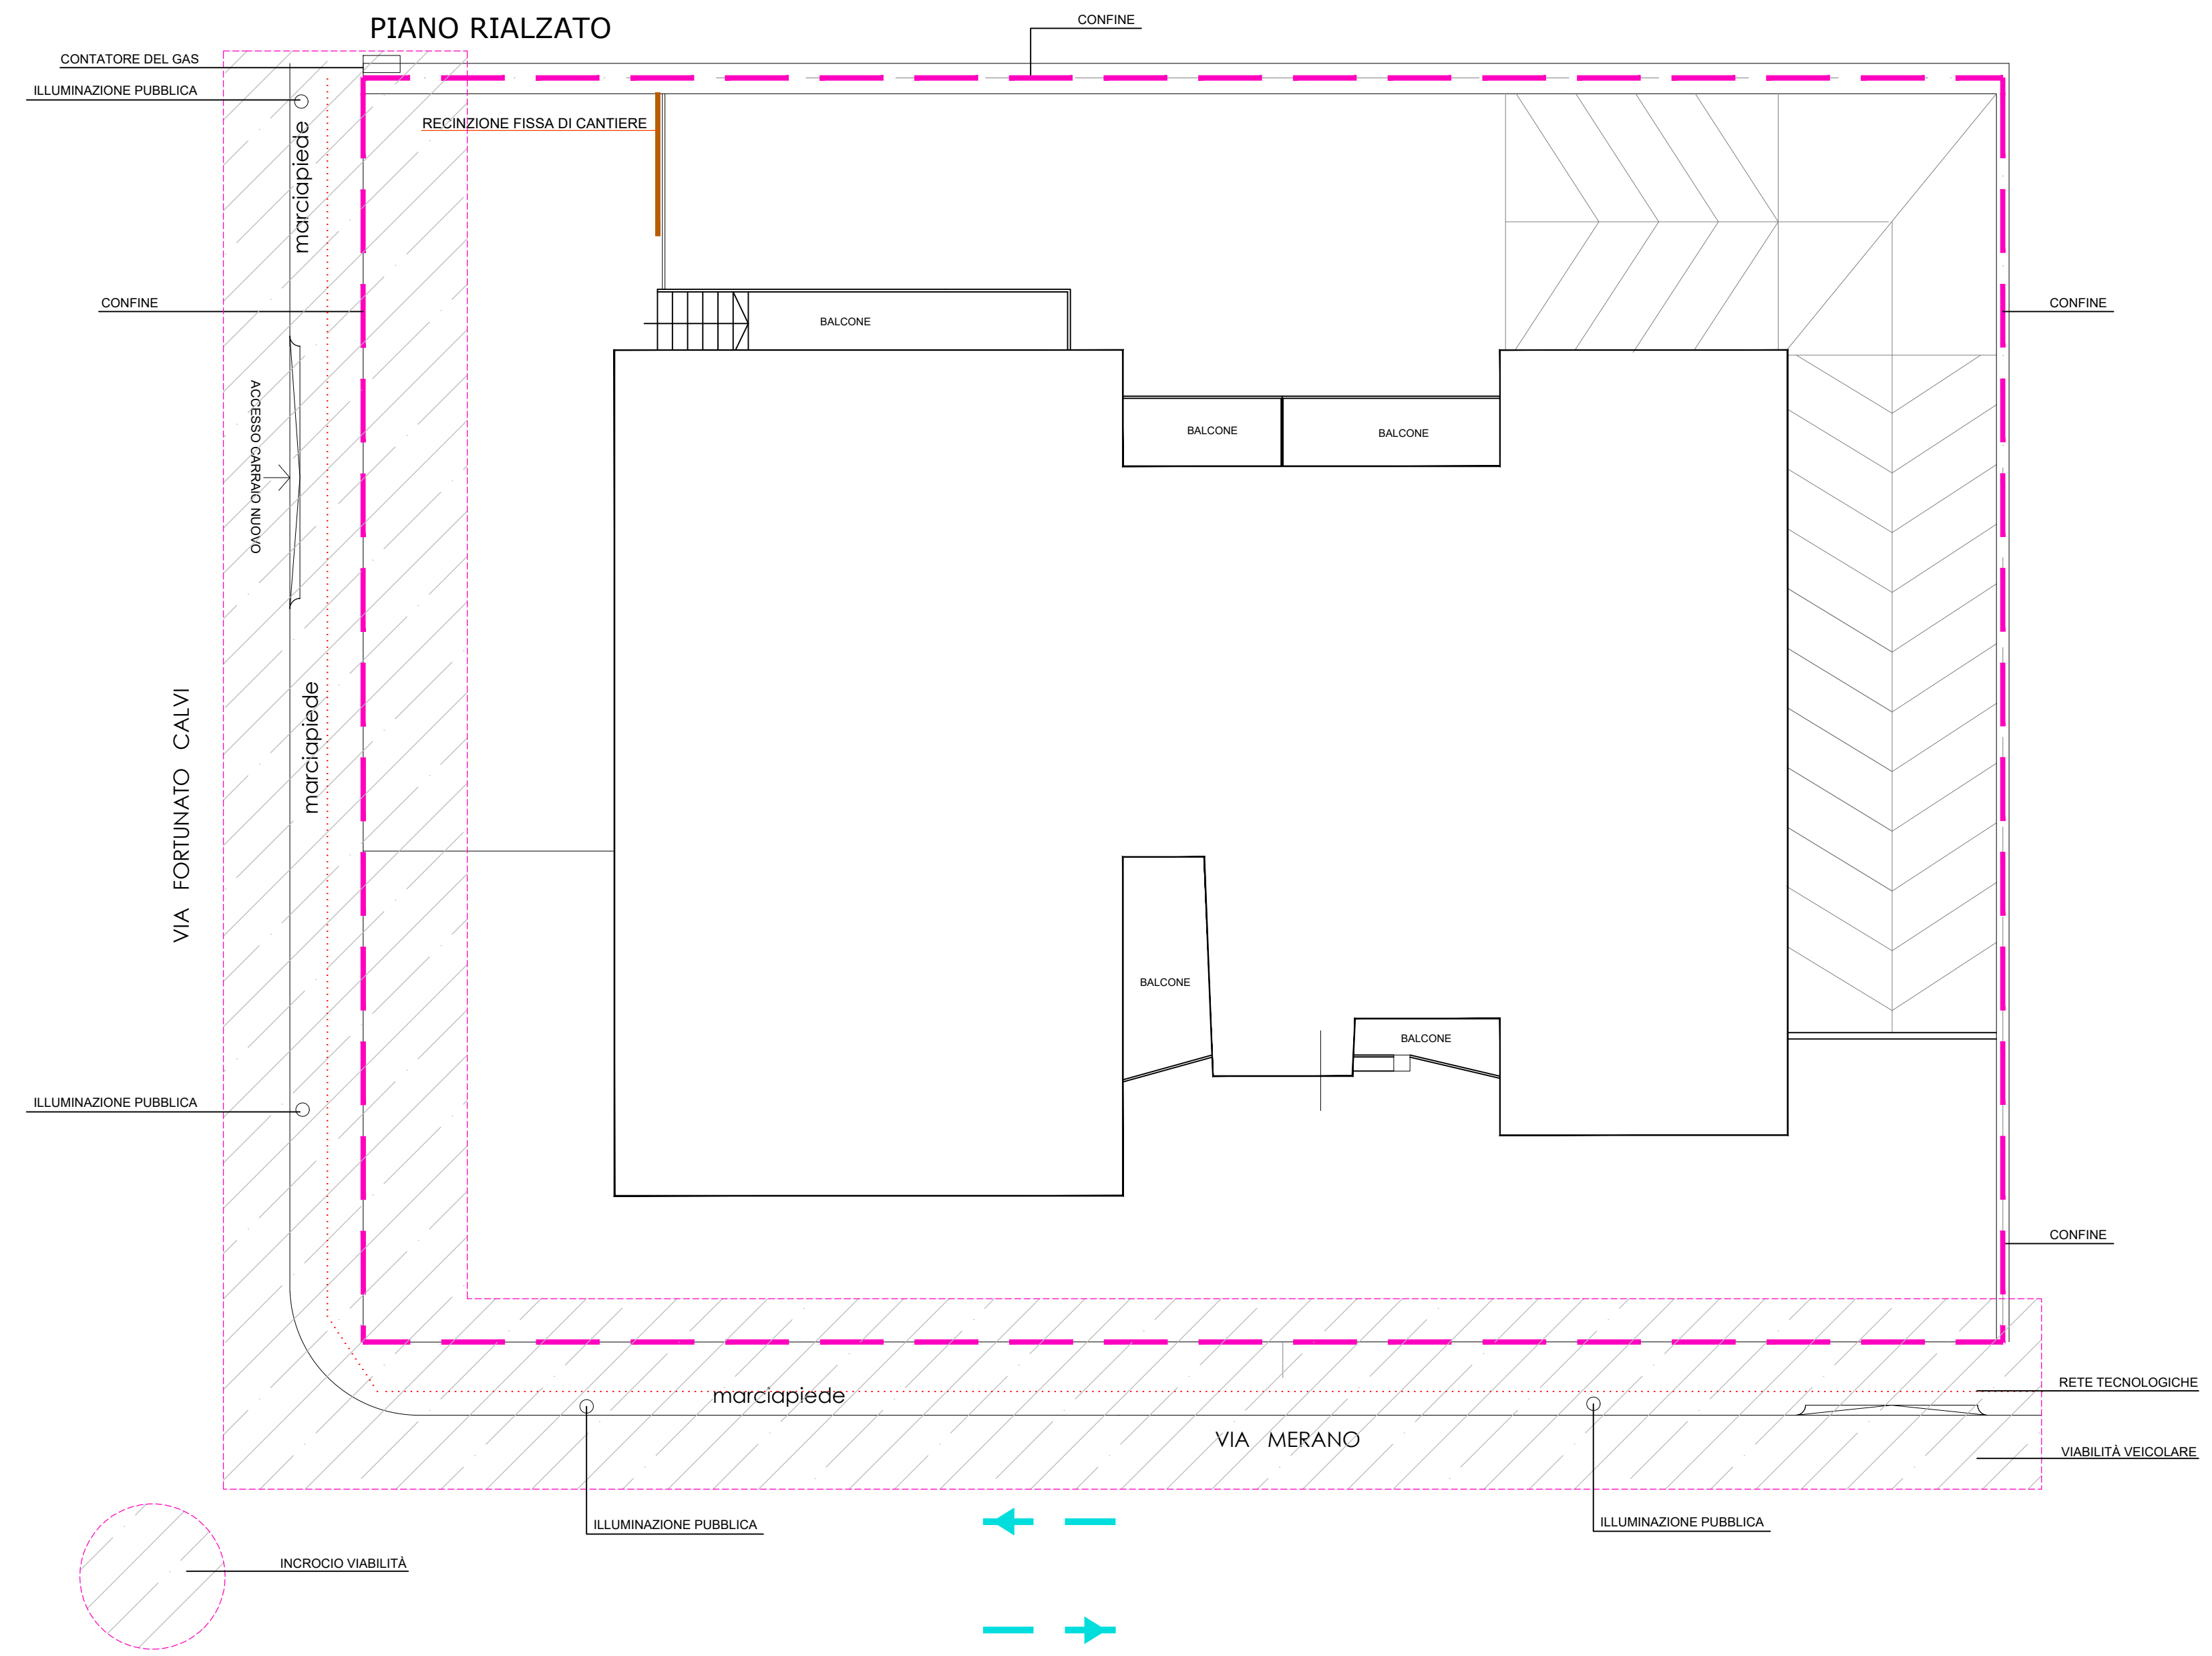 PIANO RIALZATO
CONFINE
CONTATORE DEL GAS
ILLUMINAZIONE PUBBLICA
RECINZIONE FISSA DI CANTIERE
marciapiede
CONFINE
CONFINE
BALCONE
ACCESSO CARRAIO NUOVO
BALCONE
BALCONE
marciapiede
VIA FORTUNATO CALVI
BALCONE
BALCONE
ILLUMINAZIONE PUBBLICA
CONFINE
RETE TECNOLOGICHE
marciapiede
VIA MERANO
VIABILITÀ VEICOLARE
ILLUMINAZIONE PUBBLICA
ILLUMINAZIONE PUBBLICA
INCROCIO VIABILITÀ